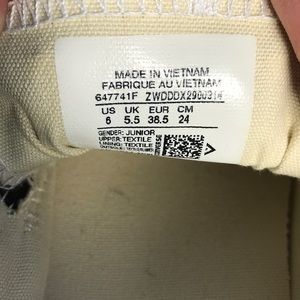 MADE IN VIETNAM
FABRIQUE AU VIETNAM
647741F ZWDDDX290031#
US UK EUR CM
6 5.5 38.5 24
GENDER: JUNIOR
UPPER: TEXTILE
LINING: TEXTILE